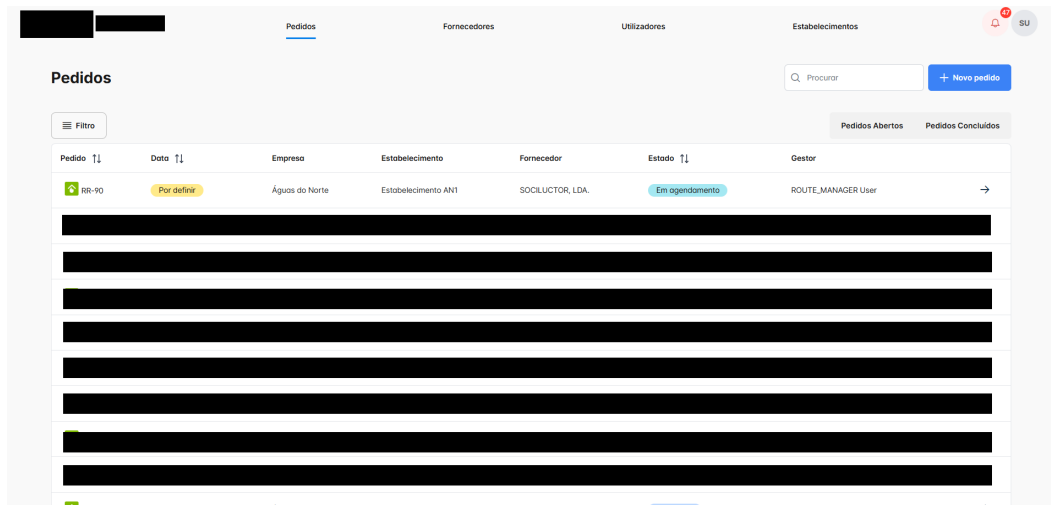 Pedidos Fornecedores Utilizadores Estabelecimentos 47 SU
Pedidos Procurar + Novo pedido
Filtro Pedidos Abertos Pedidos Concluídos
Pedido Data Empresa Estabelecimento Fornecedor Estado Gestor
RR-90 Por definir Águas do Norte Estabelecimento AN1 SOCILUCTOR, LDA. Em agendamento ROUTE_MANAGER User